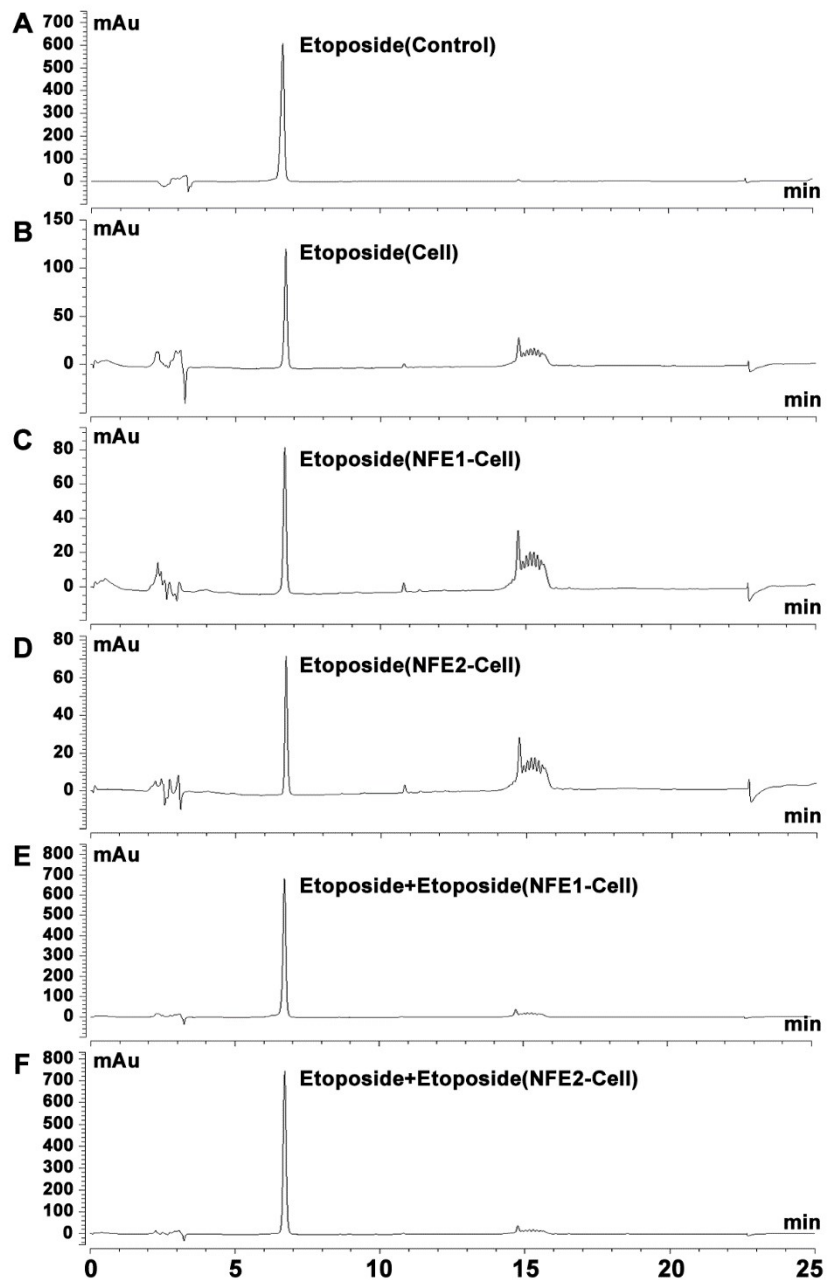 A
mAu
700
600
500
400
300
200
100
0
Etoposide(Control)
min
B
150
mAu
100
50
0
Etoposide(Cell)
min
C
mAu
80
60
40
20
0
Etoposide(NFE1-Cell)
min
D
80
mAu
60
40
20
0
Etoposide(NFE2-Cell)
min
E
800
mAu
700
600
500
400
300
200
100
0
Etoposide+Etoposide(NFE1-Cell)
min
F
800
mAu
700
600
500
400
300
200
100
0
Etoposide+Etoposide(NFE2-Cell)
min
0 5 10 15 20 25